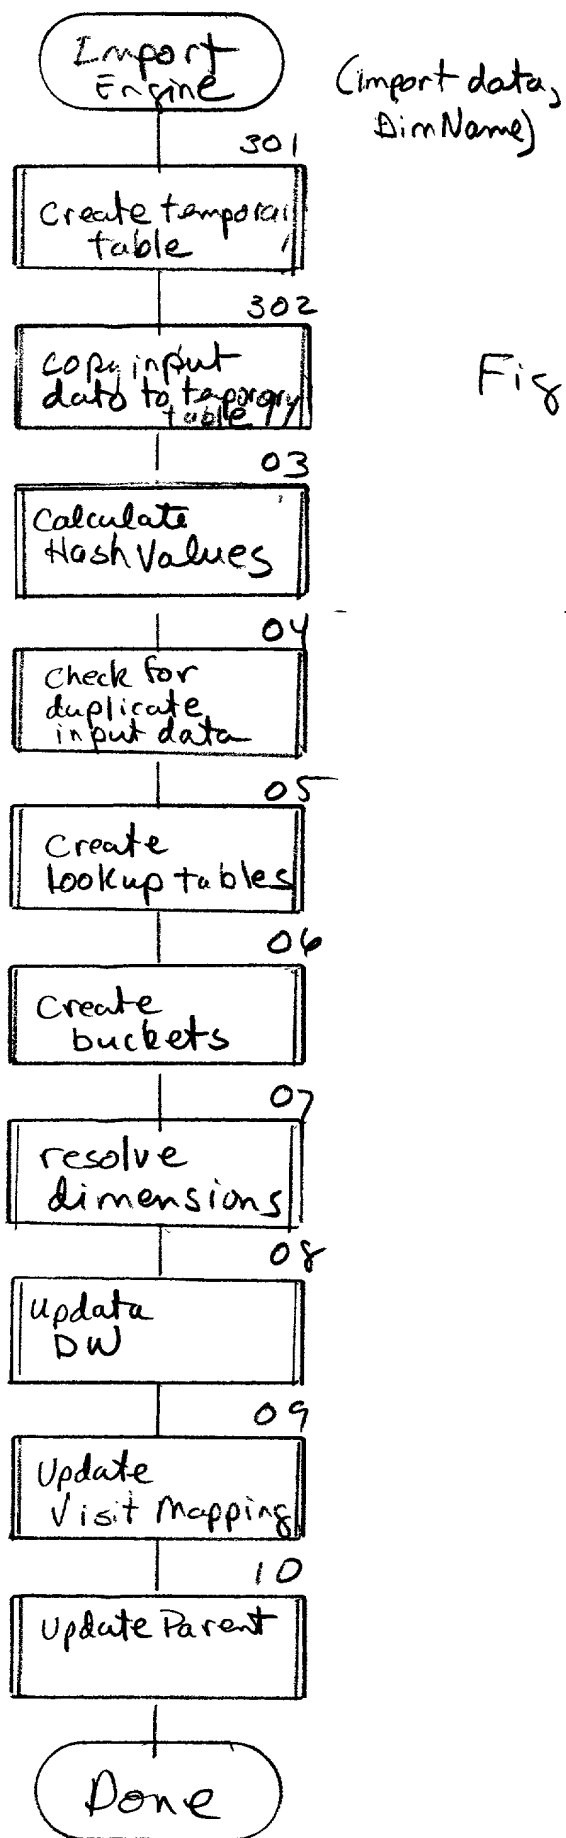 Import
Engine
(import data,
DimName)
301
Create temporary
table
302
Fig
copy input
data to temporary
table
03
Calculate
Hash Values
04
Check for
duplicate
input data
05
Create
Lookup tables
06
Create
buckets
07
resolve
dimensions
08
updata
DW
09
Update
Visit Mapping
10
Update Parent
Done